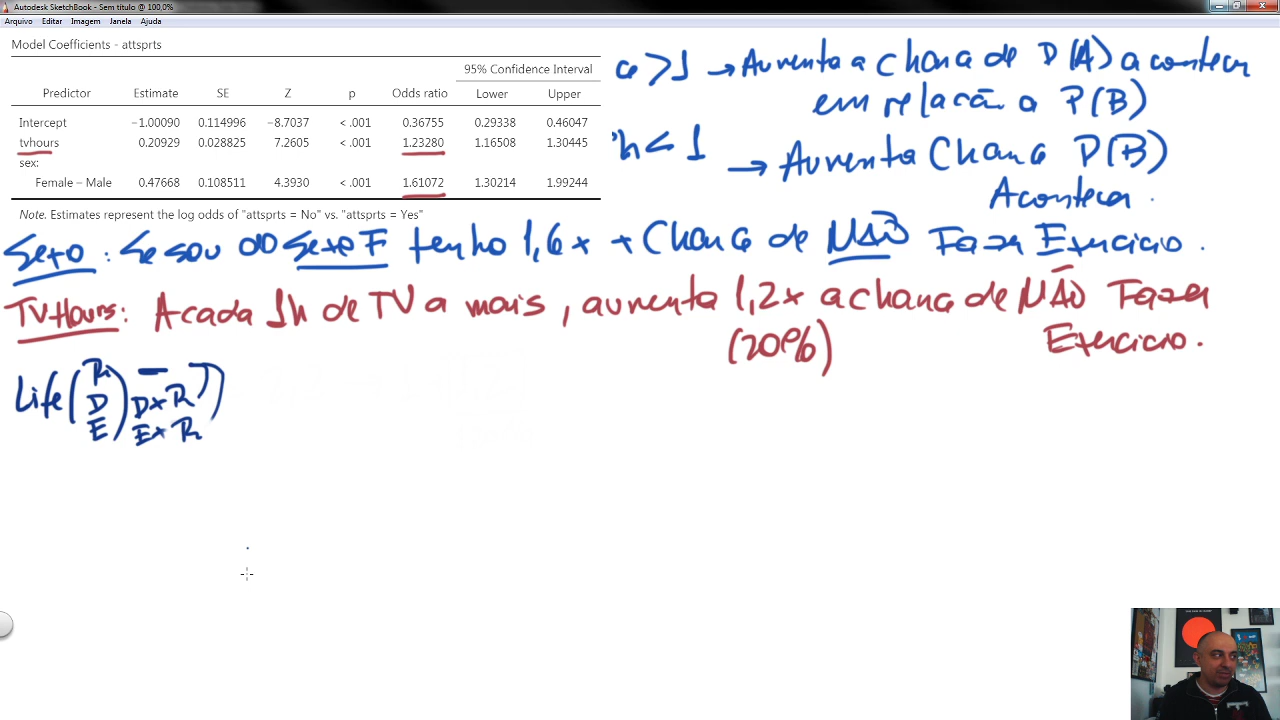 Autodesk SketchBook - Sem título @ 100,0%
Arquivo Editar Imagem Janela Ajuda
Model Coefficients - attsprts
95% Confidence Interval
Predictor Estimate SE Z p Odds ratio Lower Upper
Intercept −1.00090 0.114996 −8.7037 < .001 0.36755 0.29338 0.46047
tvhours 0.20929 0.028825 7.2605 < .001 1.23280 1.16508 1.30445
sex:
Female – Male 0.47668 0.108511 4.3930 < .001 1.61072 1.30214 1.99244
Note. Estimates represent the log odds of "attsprts = No" vs. "attsprts = Yes"
>1 → Aumenta a chance de P(A) acontecer
em relação a P(B)
< 1 → Aumenta Chance P(B)
Acontecer.
Sexo: Se sou do Sexo F tenho 1,6x + Chance de NÃO Fazer Exercício.
TV Hours: A cada 1h de TV a mais, aumenta 1,2x a chance de NÃO Fazer
(20%) Exercício.
Life ( R —
D D x R
E ) E x R